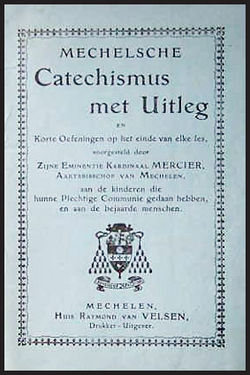 MECHELSCHE
Catechismus
met Uitleg
EN
Korte Oefeningen op het einde van elke les,
voorgesteld door
Zijne Eminentie Kardinaal MERCIER,
Aartsbisschop van Mechelen,
aan de kinderen die
hunne Plechtige Communie gedaan hebben,
en aan de bejaarde menschen.
MECHELEN,
Huis Raymond van VELSEN,
Drukker - Uitgever.